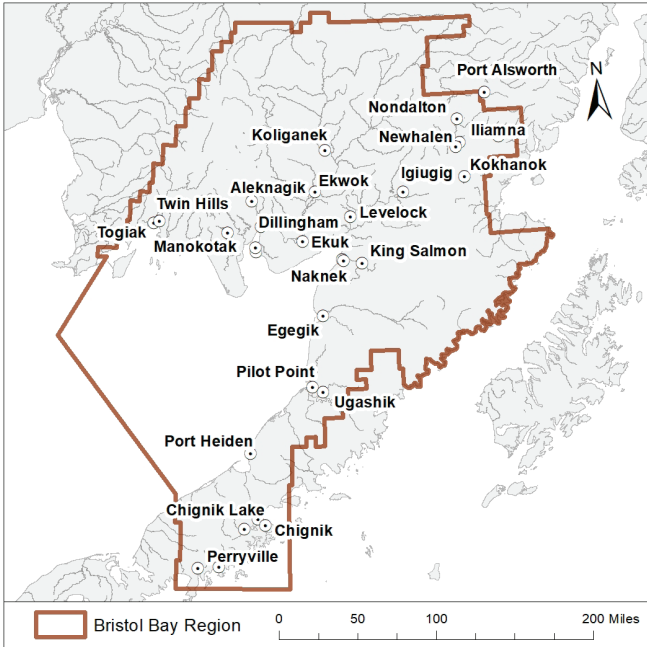 Port Alsworth
N
Nondalton
Iliamna
Newhalen
Koliganek
Kokhanok
Igiugig
Ekwok
Aleknagik
Twin Hills
Levelock
Togiak
Dillingham
Manokotak
Ekuk
King Salmon
Naknek
Egegik
Pilot Point
Ugashik
Port Heiden
Chignik Lake
Chignik
Perryville
Bristol Bay Region
0 50 100 200 Miles